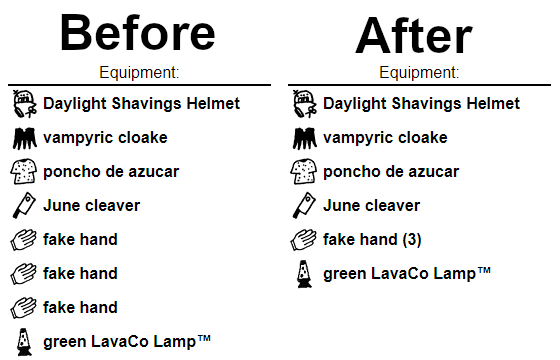 Before
Equipment:
Daylight Shavings Helmet
vampyric cloake
poncho de azucar
June cleaver
fake hand
fake hand
fake hand
green LavaCo Lamp™
After
Equipment:
Daylight Shavings Helmet
vampyric cloake
poncho de azucar
June cleaver
fake hand (3)
green LavaCo Lamp™